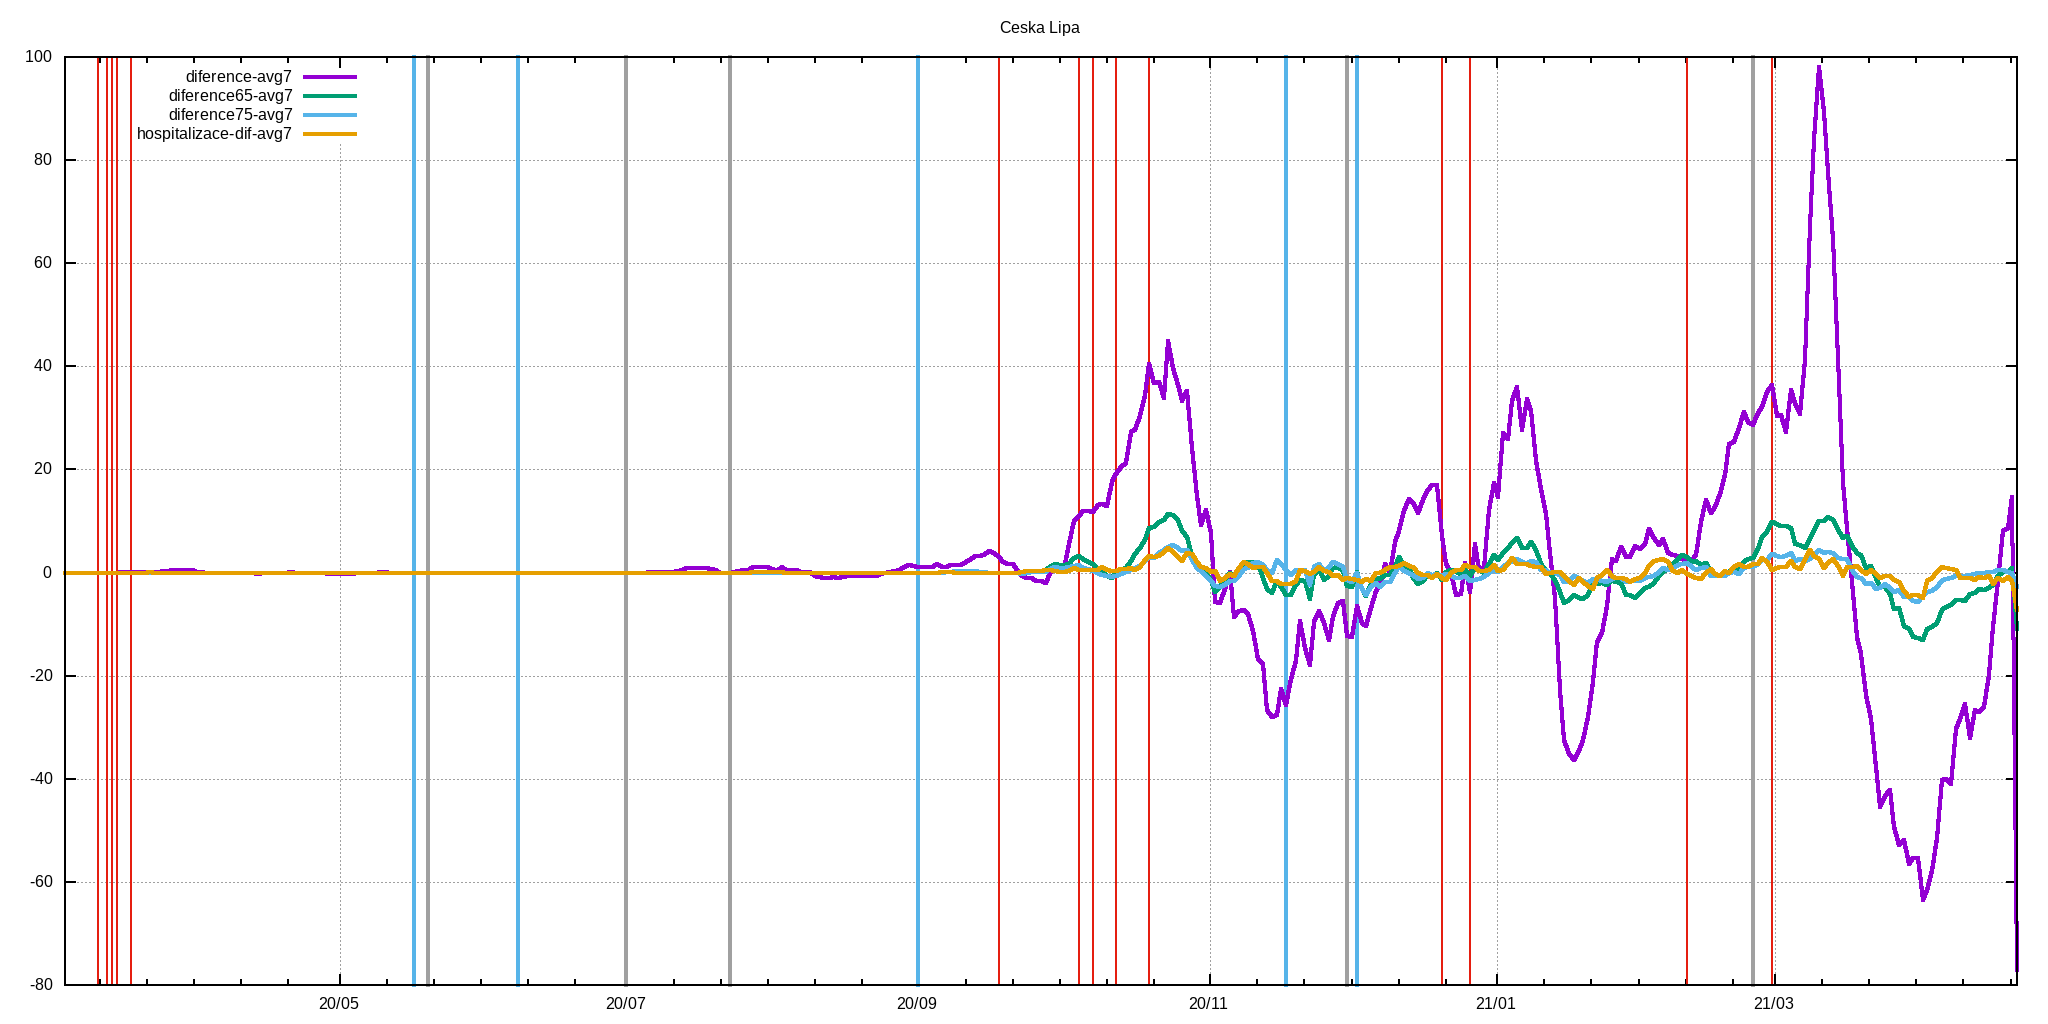 Ceska Lipa
100
80
60
40
20
0
-20
-40
-60
-80
diference-avg7
diference65-avg7
diference75-avg7
hospitalizace-dif-avg7
20/05 20/07 20/09 20/11 21/01 21/03